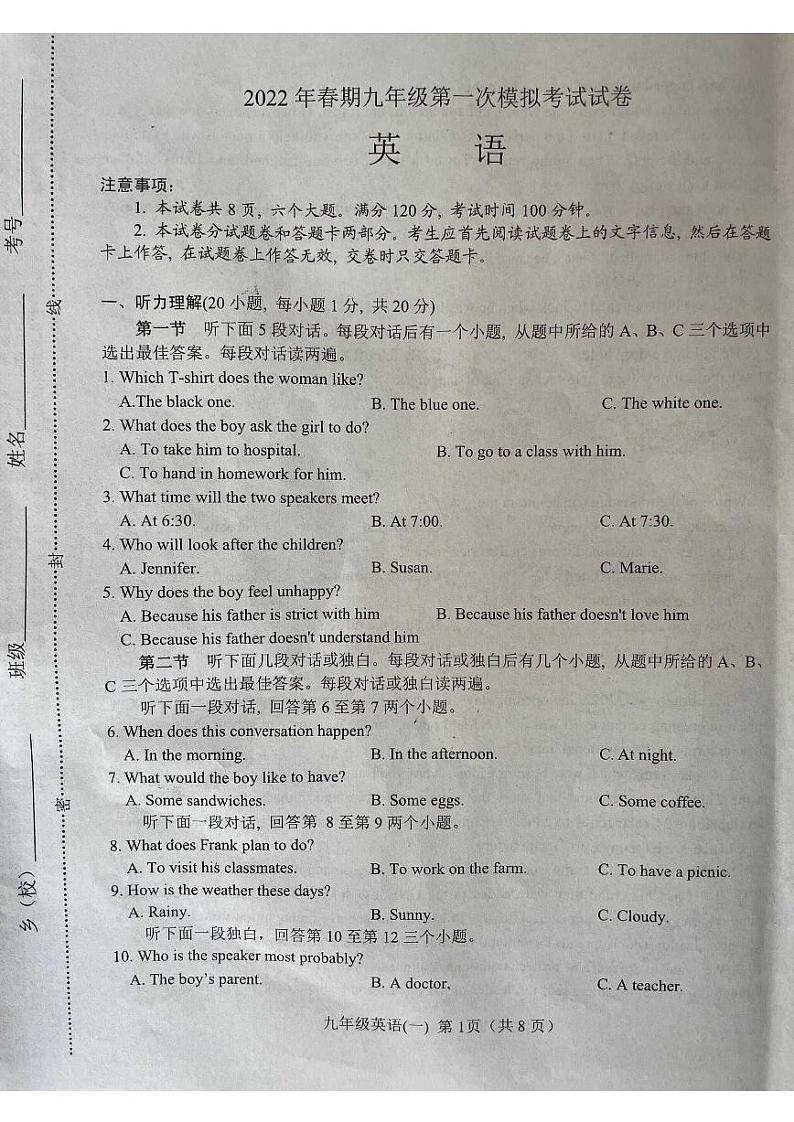 2022 年春期九年级第一次模拟考试试卷
英 语
注意事项：
1. 本试卷共 8 页, 六个大题。满分 120 分, 考试时间 100 分钟。
2. 本试卷分试题卷和答题卡两部分。考生应首先阅读试题卷上的文字信息, 然后在答题
卡上作答, 在试题卷上作答无效, 交卷时只交答题卡。
一、听力理解(20 小题, 每小题 1 分, 共 20 分)
第一节 听下面 5 段对话。每段对话后有一个小题, 从题中所给的 A、B、C 三个选项中
选出最佳答案。每段对话读两遍。
1. Which T-shirt does the woman like?
A.The black one. B. The blue one. C. The white one.
2. What does the boy ask the girl to do?
A. To take him to hospital. B. To go to a class with him.
C. To hand in homework for him.
3. What time will the two speakers meet?
A. At 6:30. B. At 7:00. C. At 7:30.
4. Who will look after the children?
A. Jennifer. B. Susan. C. Marie.
5. Why does the boy feel unhappy?
A. Because his father is strict with him B. Because his father doesn't love him
C. Because his father doesn't understand him
第二节 听下面几段对话或独白。每段对话或独白后有几个小题, 从题中所给的 A、B、
C 三个选项中选出最佳答案。每段对话或独白读两遍。
听下面一段对话, 回答第 6 至第 7 两个小题。
6. When does this conversation happen?
A. In the morning. B. In the afternoon. C. At night.
7. What would the boy like to have?
A. Some sandwiches. B. Some eggs. C. Some coffee.
听下面一段对话, 回答第 8 至第 9 两个小题。
8. What does Frank plan to do?
A. To visit his classmates. B. To work on the farm. C. To have a picnic.
9. How is the weather these days?
A. Rainy. B. Sunny. C. Cloudy.
听下面一段独白，回答第 10 至第 12 三个小题。
10. Who is the speaker most probably?
A. The boy's parent. B. A doctor, C. A teacher.
九年级英语(一) 第 1页（共 8 页）
考号
姓名
班级
乡（校）
线
封
密